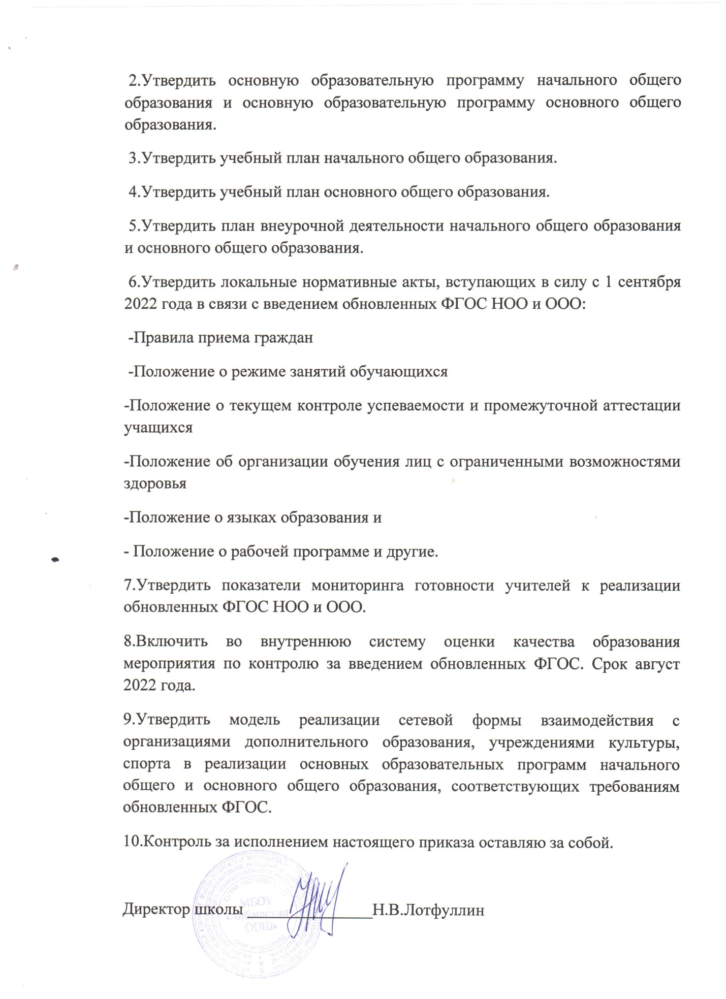 2.Утвердить основную образовательную программу начального общего
образования и основную образовательную программу основного общего
образования.
3.Утвердить учебный план начального общего образования.
4.Утвердить учебный план основного общего образования.
5.Утвердить план внеурочной деятельности начального общего образования
и основного общего образования.
6.Утвердить локальные нормативные акты, вступающих в силу с 1 сентября
2022 года в связи с введением обновленных ФГОС НОО и ООО:
-Правила приема граждан
-Положение о режиме занятий обучающихся
-Положение о текущем контроле успеваемости и промежуточной аттестации
учащихся
-Положение об организации обучения лиц с ограниченными возможностями
здоровья
-Положение о языках образования и
- Положение о рабочей программе и другие.
7.Утвердить показатели мониторинга готовности учителей к реализации
обновленных ФГОС НОО и ООО.
8.Включить во внутреннюю систему оценки качества образования
мероприятия по контролю за введением обновленных ФГОС. Срок август
2022 года.
9.Утвердить модель реализации сетевой формы взаимодействия с
организациями дополнительного образования, учреждениями культуры,
спорта в реализации основных образовательных программ начального
общего и основного общего образования, соответствующих требованиям
обновленных ФГОС.
10.Контроль за исполнением настоящего приказа оставляю за собой.
Директор школы _______________Н.В.Лотфуллин
МБОУ
ООШ»